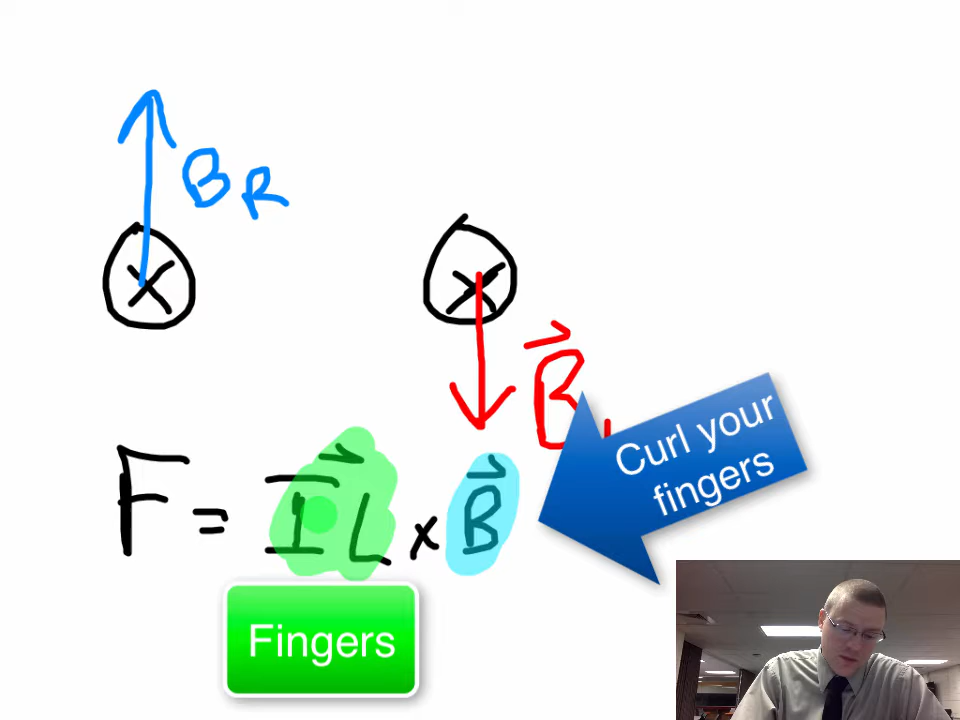 B R
X
X
B
Curl your
fingers
F = I L x B
Fingers